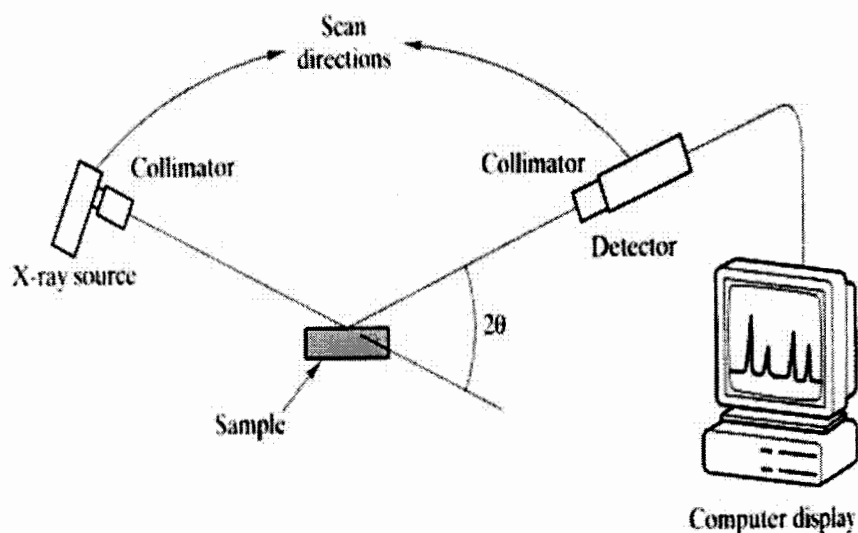 Scan
directions
Collimator
Collimator
Detector
X-ray source
2θ
Sample
Computer display